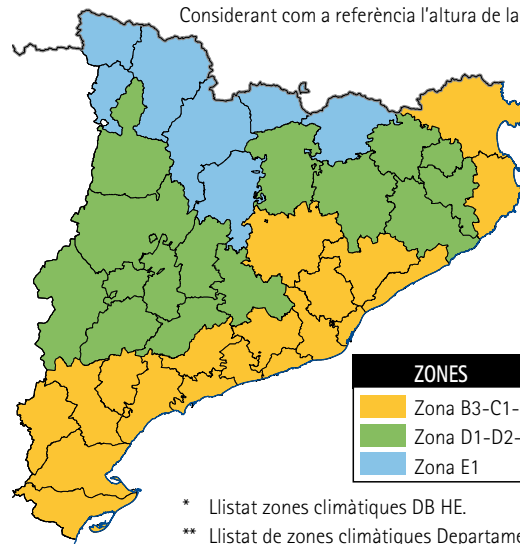 Considerant com a referència l'altura de la
ZONES
Zona B3-C1-
Zona D1-D2-
Zona E1
* Llistat zones climàtiques DB HE.
** Llistat de zones climàtiques Departame